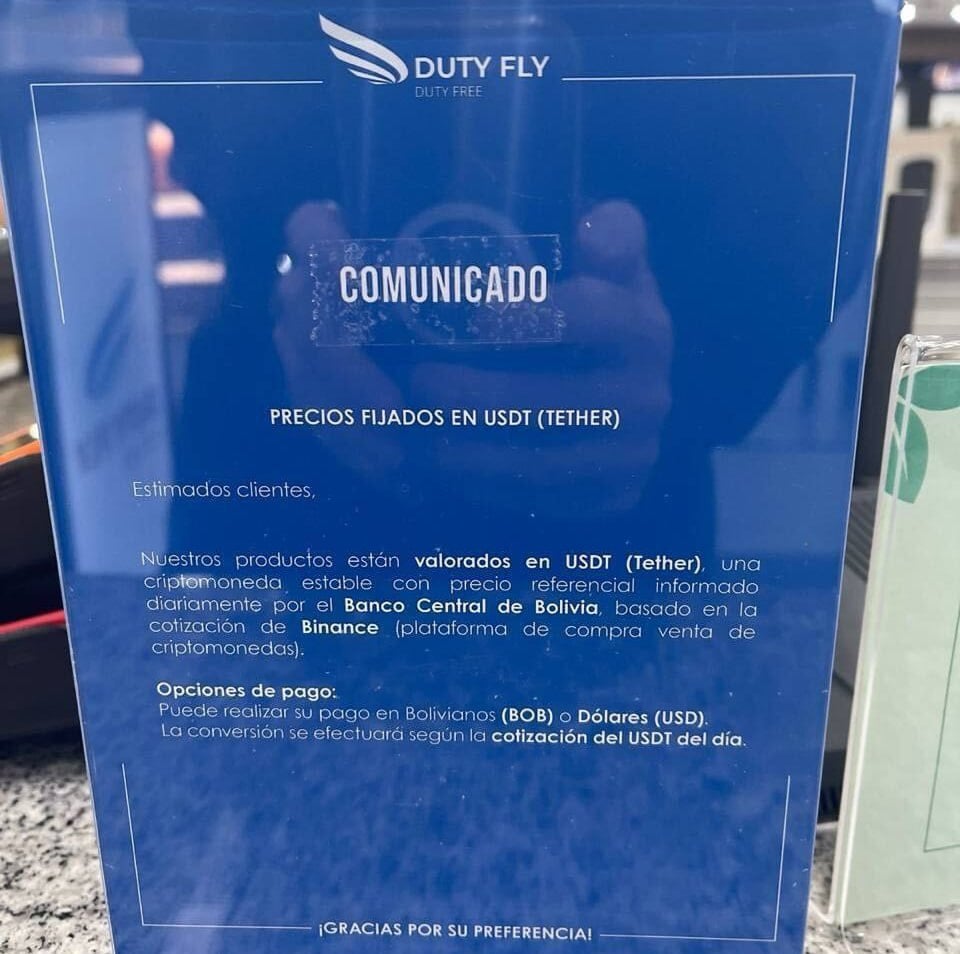 DUTY FLY
DUTY FREE
COMUNICADO
PRECIOS FIJADOS EN USDT (TETHER)
Estimados clientes,
Nuestros productos están valorados en USDT (Tether), una
criptomoneda estable con precio referencial informado
diariamente por el Banco Central de Bolivia, basado en la
cotización de Binance (plataforma de compra venta de
criptomonedas).
Opciones de pago:
Puede realizar su pago en Bolivianos (BOB) o Dólares (USD).
La conversión se efectuará según la cotización del USDT del día.
¡GRACIAS POR SU PREFERENCIA!